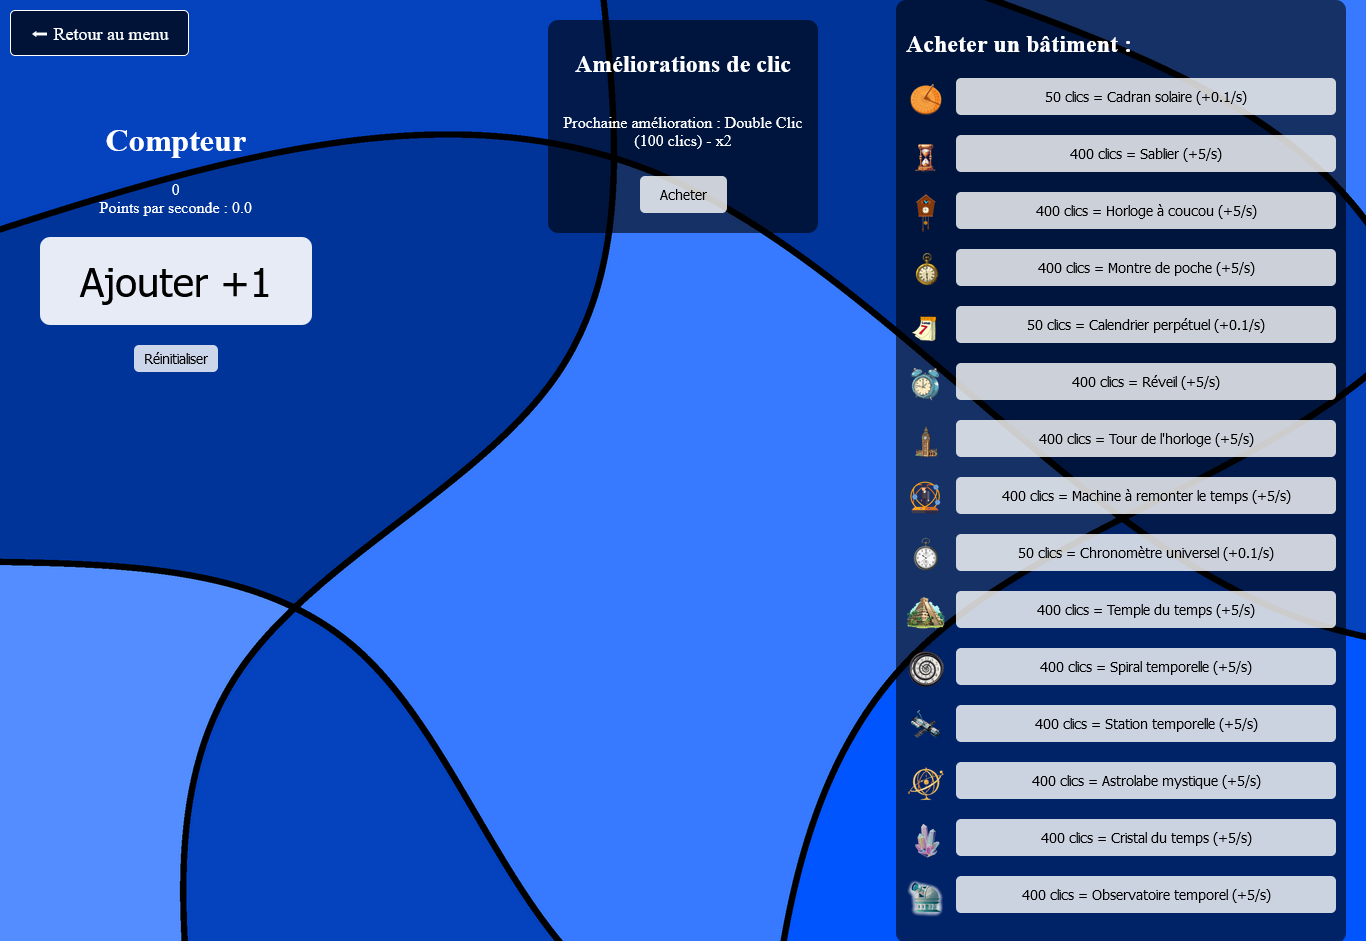 ← Retour au menu
Compteur
0
Points par seconde : 0.0
Ajouter +1
Réinitialiser
Améliorations de clic
Prochaine amélioration : Double Clic
(100 clics) - x2
Acheter
Acheter un bâtiment :
50 clics = Cadran solaire (+0.1/s)
400 clics = Sablier (+5/s)
400 clics = Horloge à coucou (+5/s)
400 clics = Montre de poche (+5/s)
50 clics = Calendrier perpétuel (+0.1/s)
400 clics = Réveil (+5/s)
400 clics = Tour de l'horloge (+5/s)
400 clics = Machine à remonter le temps (+5/s)
50 clics = Chronomètre universel (+0.1/s)
400 clics = Temple du temps (+5/s)
400 clics = Spiral temporelle (+5/s)
400 clics = Station temporelle (+5/s)
400 clics = Astrolabe mystique (+5/s)
400 clics = Cristal du temps (+5/s)
400 clics = Observatoire temporel (+5/s)